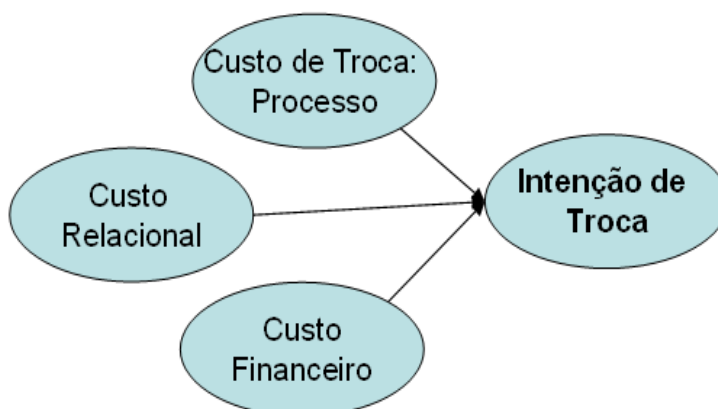 Custo de Troca:
Processo
Custo
Relacional
Intenção de
Troca
Custo
Financeiro